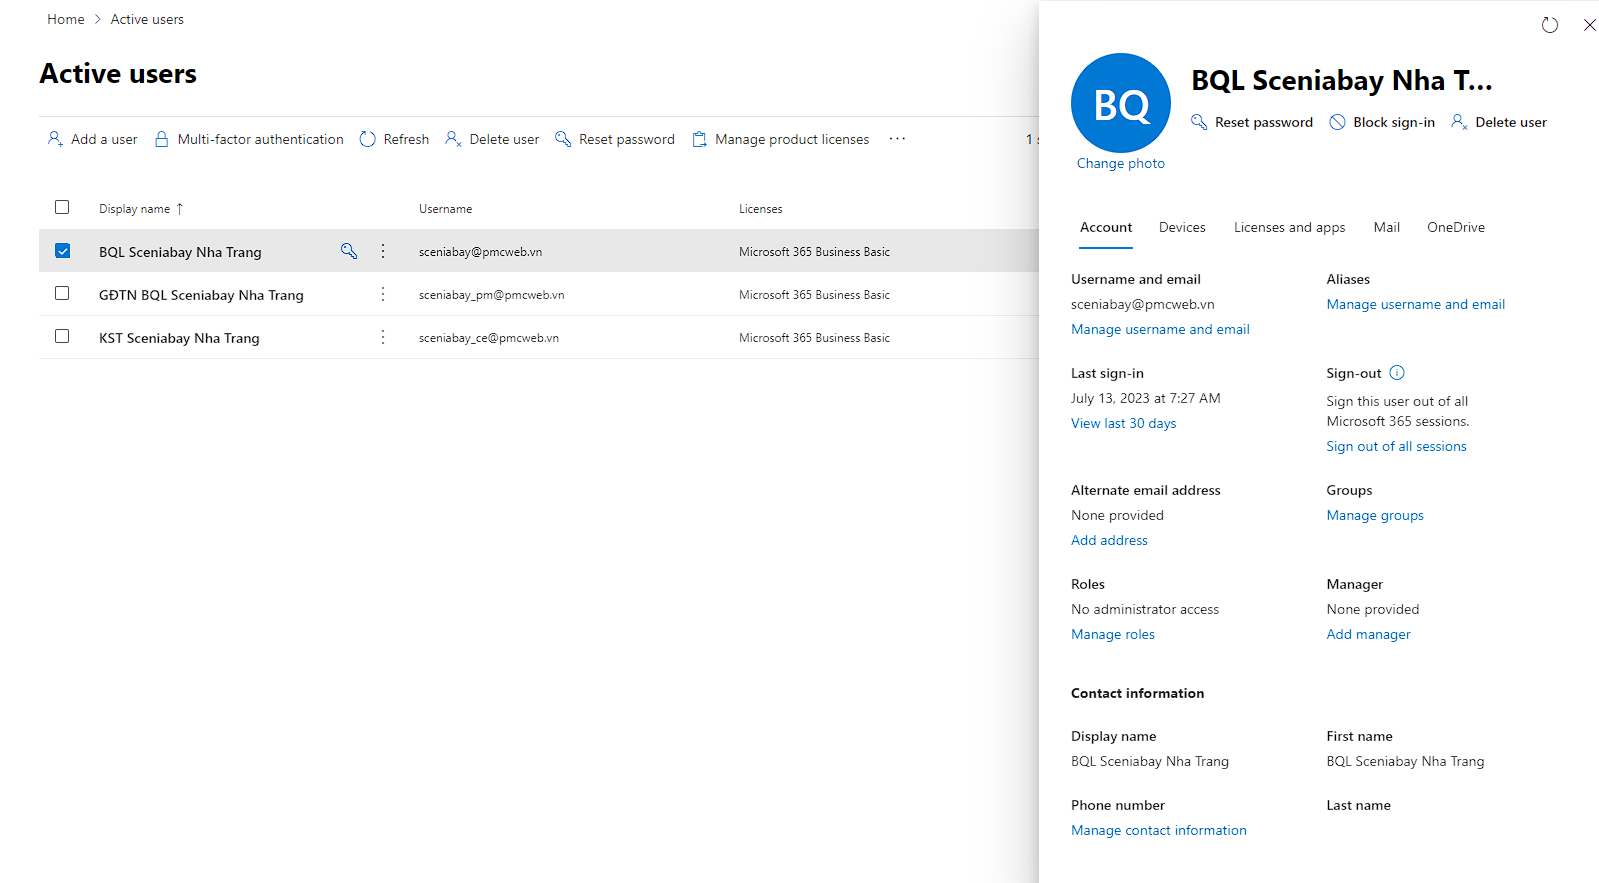 Home > Active users
Active users
Add a user Multi-factor authentication Refresh Delete user Reset password Manage product licenses ... 1
Display name ↑ Username Licenses
BQL Sceniabay Nha Trang sceniabay@pmcweb.vn Microsoft 365 Business Basic
GĐTN BQL Sceniabay Nha Trang sceniabay_pm@pmcweb.vn Microsoft 365 Business Basic
KST Sceniabay Nha Trang sceniabay_ce@pmcweb.vn Microsoft 365 Business Basic
BQ
Change photo
BQL Sceniabay Nha T...
Reset password Block sign-in Delete user
Account Devices Licenses and apps Mail OneDrive
Username and email
sceniabay@pmcweb.vn
Manage username and email
Aliases
Manage username and email
Last sign-in
July 13, 2023 at 7:27 AM
View last 30 days
Sign-out
Sign this user out of all
Microsoft 365 sessions.
Sign out of all sessions
Alternate email address
None provided
Add address
Groups
Manage groups
Roles
No administrator access
Manage roles
Manager
None provided
Add manager
Contact information
Display name
BQL Sceniabay Nha Trang
First name
BQL Sceniabay Nha Trang
Phone number
Manage contact information
Last name